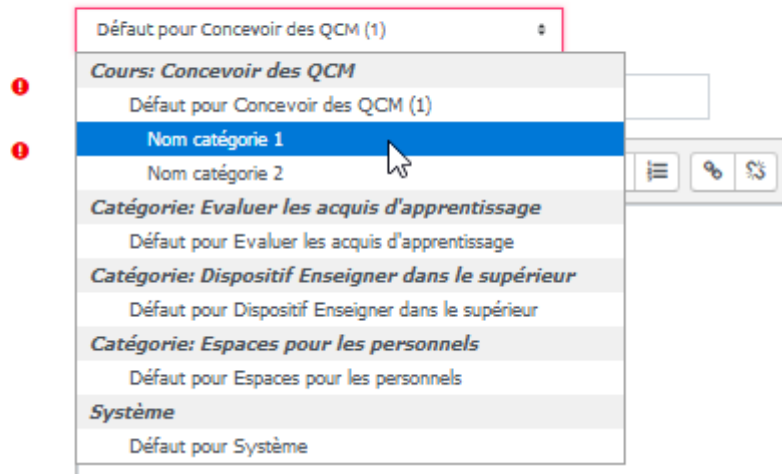 Défaut pour Concevoir des QCM (1)
Cours: Concevoir des QCM
Défaut pour Concevoir des QCM (1)
Nom catégorie 1
Nom catégorie 2
Catégorie: Evaluer les acquis d'apprentissage
Défaut pour Evaluer les acquis d'apprentissage
Catégorie: Dispositif Enseigner dans le supérieur
Défaut pour Dispositif Enseigner dans le supérieur
Catégorie: Espaces pour les personnels
Défaut pour Espaces pour les personnels
Système
Défaut pour Système